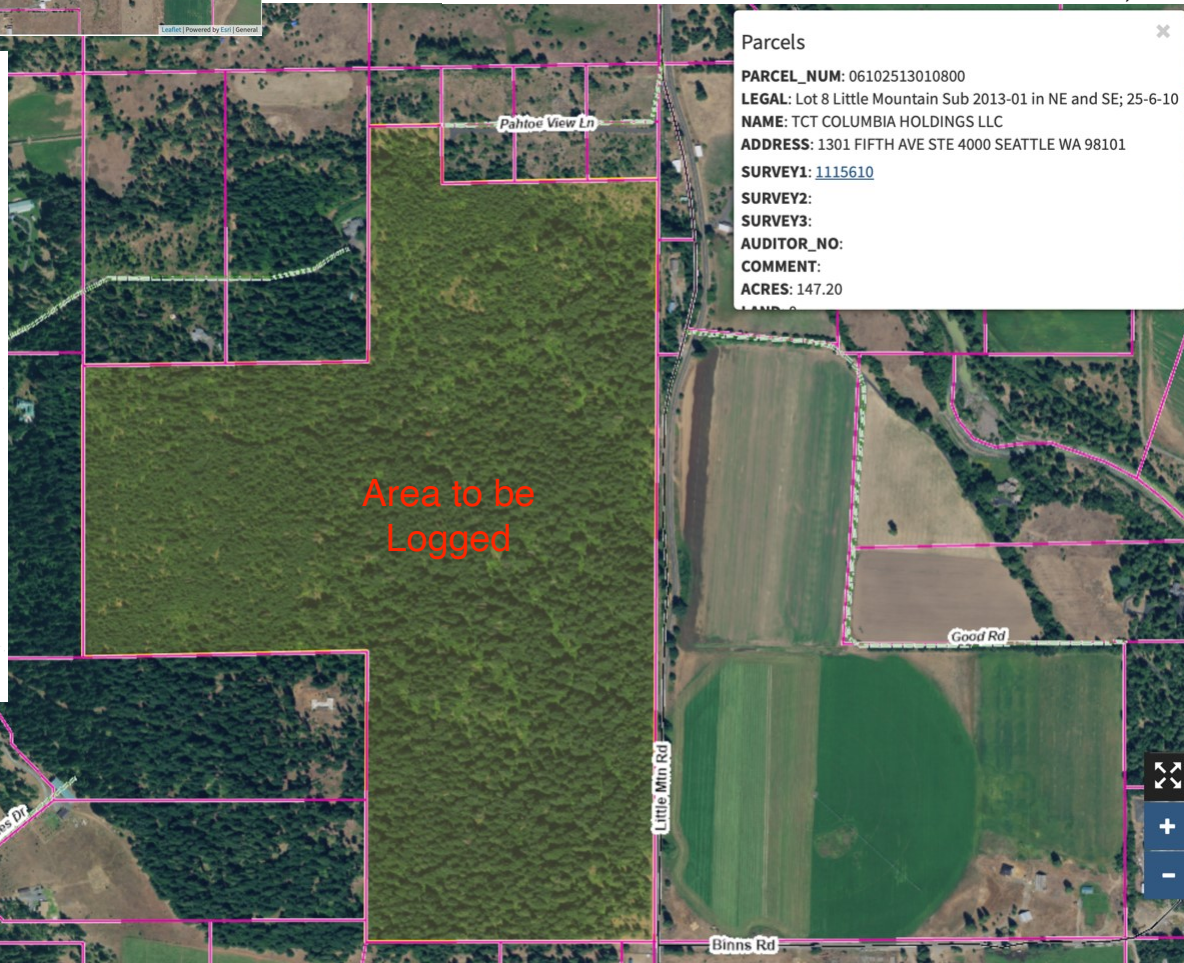 Leaflet | Powered by Esri | General
Parcels
PARCEL_NUM: 06102513010800
LEGAL: Lot 8 Little Mountain Sub 2013-01 in NE and SE; 25-6-10
NAME: TCT COLUMBIA HOLDINGS LLC
ADDRESS: 1301 FIFTH AVE STE 4000 SEATTLE WA 98101
SURVEY1: 1115610
SURVEY2:
SURVEY3:
AUDITOR_NO:
COMMENT:
ACRES: 147.20
Pahtoe View Ln
Area to be
Logged
Good Rd
Little Mtn Rd
es Dr
Binns Rd
+
−